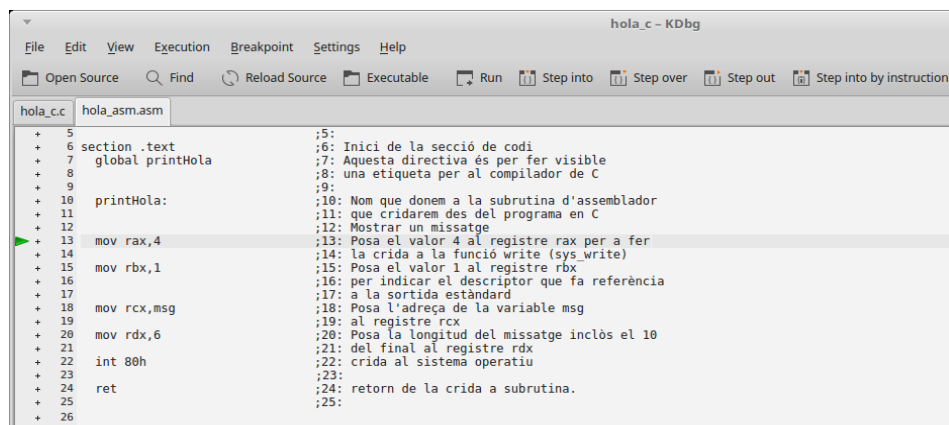 hola_c – KDbg
File Edit View Execution Breakpoint Settings Help
Open Source Find Reload Source Executable Run Step into Step over Step out Step into by instruction
hola_c.c hola_asm.asm
+ 5 ;5:
+ 6 section .text ;6: Inici de la secció de codi
+ 7 global printHola ;7: Aquesta directiva és per fer visible
+ 8 ;8: una etiqueta per al compilador de C
+ 9 ;9:
+ 10 printHola: ;10: Nom que donem a la subrutina d'assemblador
+ 11 ;11: que cridarem des del programa en C
+ 12 ;12: Mostrar un missatge
+ 13 mov rax,4 ;13: Posa el valor 4 al registre rax per a fer
+ 14 ;14: la crida a la funció write (sys_write)
+ 15 mov rbx,1 ;15: Posa el valor 1 al registre rbx
+ 16 ;16: per indicar el descriptor que fa referència
+ 17 ;17: a la sortida estàndard
+ 18 mov rcx,msg ;18: Posa l'adreça de la variable msg
+ 19 ;19: al registre rcx
+ 20 mov rdx,6 ;20: Posa la longitud del missatge inclòs el 10
+ 21 ;21: del final al registre rdx
+ 22 int 80h ;22: crida al sistema operatiu
+ 23 ;23:
+ 24 ret ;24: retorn de la crida a subrutina.
+ 25 ;25:
+ 26